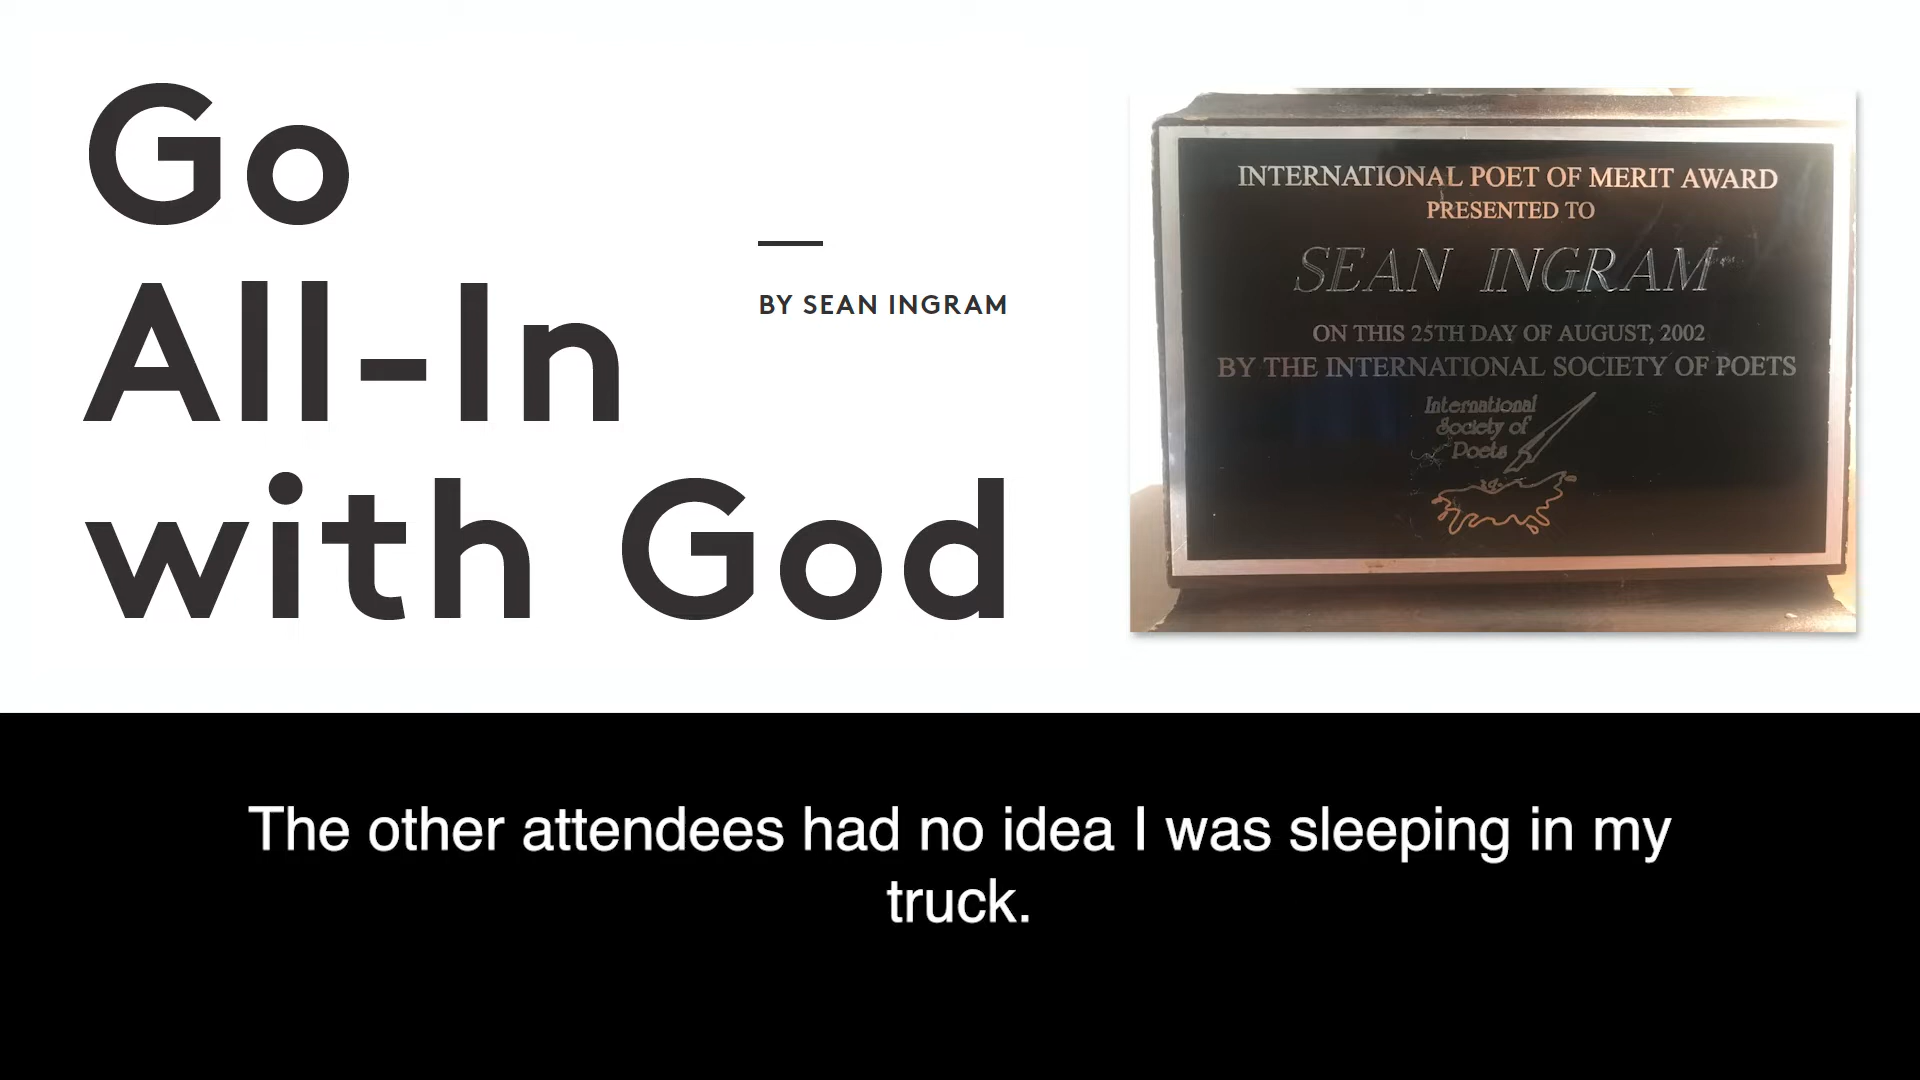 Go
All-In
with God
BY SEAN INGRAM
INTERNATIONAL POET OF MERIT AWARD
PRESENTED TO
SEAN INGRAM
ON THIS 25TH DAY OF AUGUST, 2002
BY THE INTERNATIONAL SOCIETY OF POETS
International
Society of
Poets
The other attendees had no idea I was sleeping in my
truck.